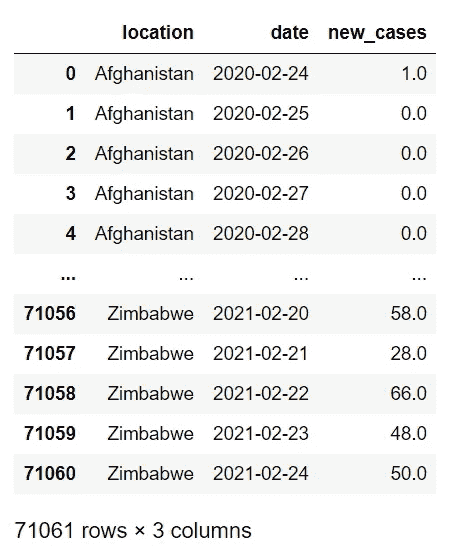 location date new_cases
0 Afghanistan 2020-02-24 1.0
1 Afghanistan 2020-02-25 0.0
2 Afghanistan 2020-02-26 0.0
3 Afghanistan 2020-02-27 0.0
4 Afghanistan 2020-02-28 0.0
... ... ... ...
71056 Zimbabwe 2021-02-20 58.0
71057 Zimbabwe 2021-02-21 28.0
71058 Zimbabwe 2021-02-22 66.0
71059 Zimbabwe 2021-02-23 48.0
71060 Zimbabwe 2021-02-24 50.0
71061 rows × 3 columns